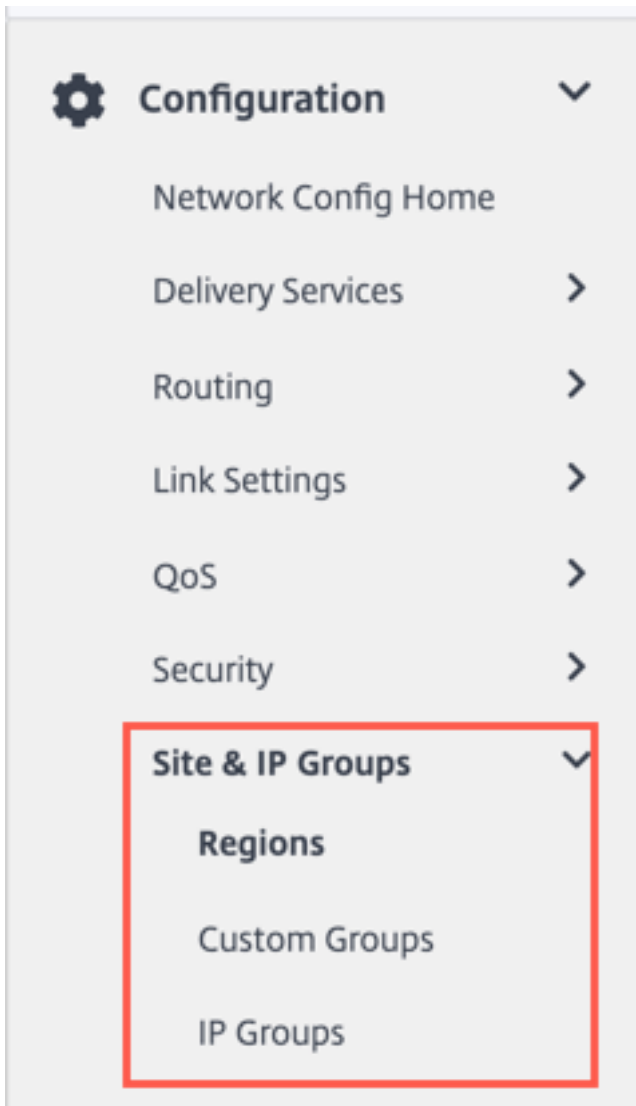 Configuration
Network Config Home
Delivery Services
Routing
Link Settings
QoS
Security
Site & IP Groups
Regions
Custom Groups
IP Groups